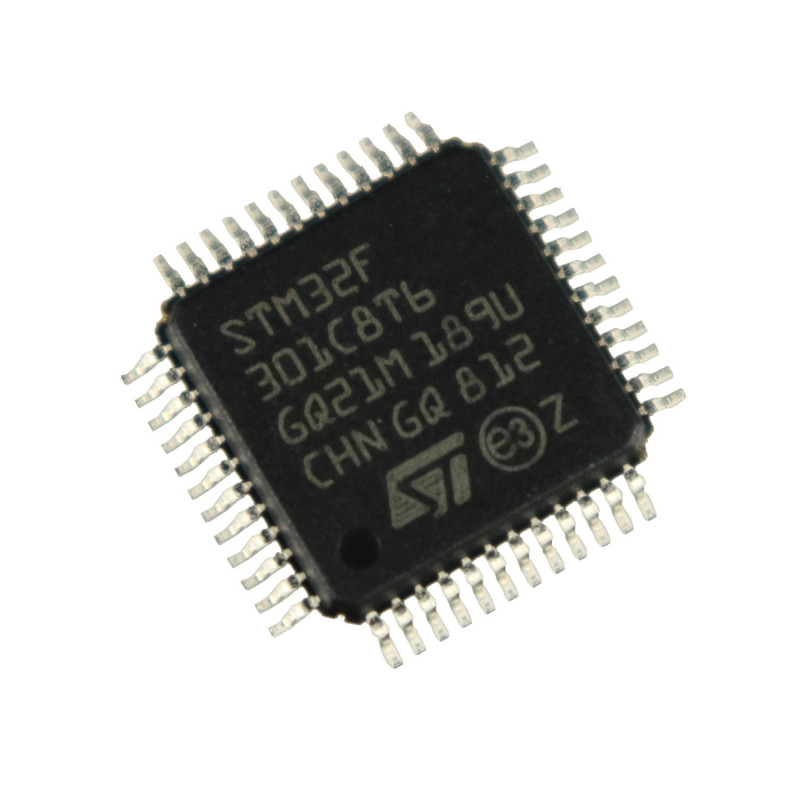 STM32F
301C8T6
GQ21M 189U
CHN GQ 812
ST e3 Z